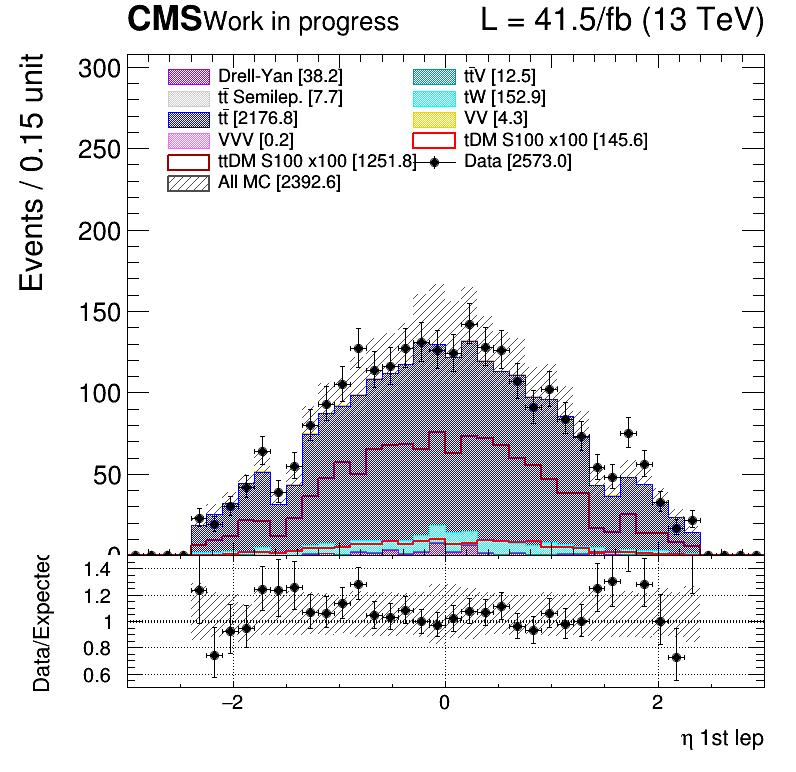 CMS Work in progress L = 41.5/fb (13 TeV)
Events / 0.15 unit
300
250
200
150
100
50
0
Drell-Yan [38.2] tt̄V [12.5]
tt̄ Semilep. [7.7] tW [152.9]
tt̄ [2176.8] VV [4.3]
VVV [0.2] tDM S100 x100 [145.6]
ttDM S100 x100 [1251.8] Data [2573.0]
All MC [2392.6]
Data/Expected
1.4
1.2
1
0.8
0.6
−2 0 2
η 1st lep